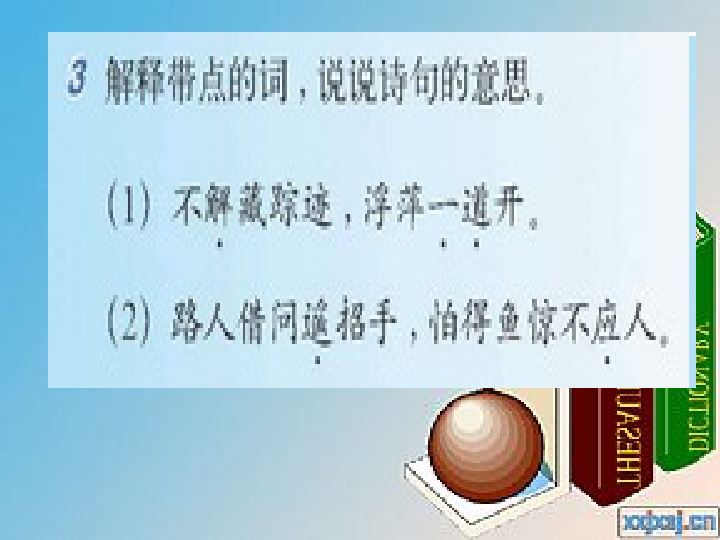 3 解释带点的词，说说诗句的意思。
(1) 不解藏踪迹，浮萍一道开。
(2) 路人借问遥招手，怕得鱼惊不应人。
THESAU
DICTIONARY
xxjxsj.cn